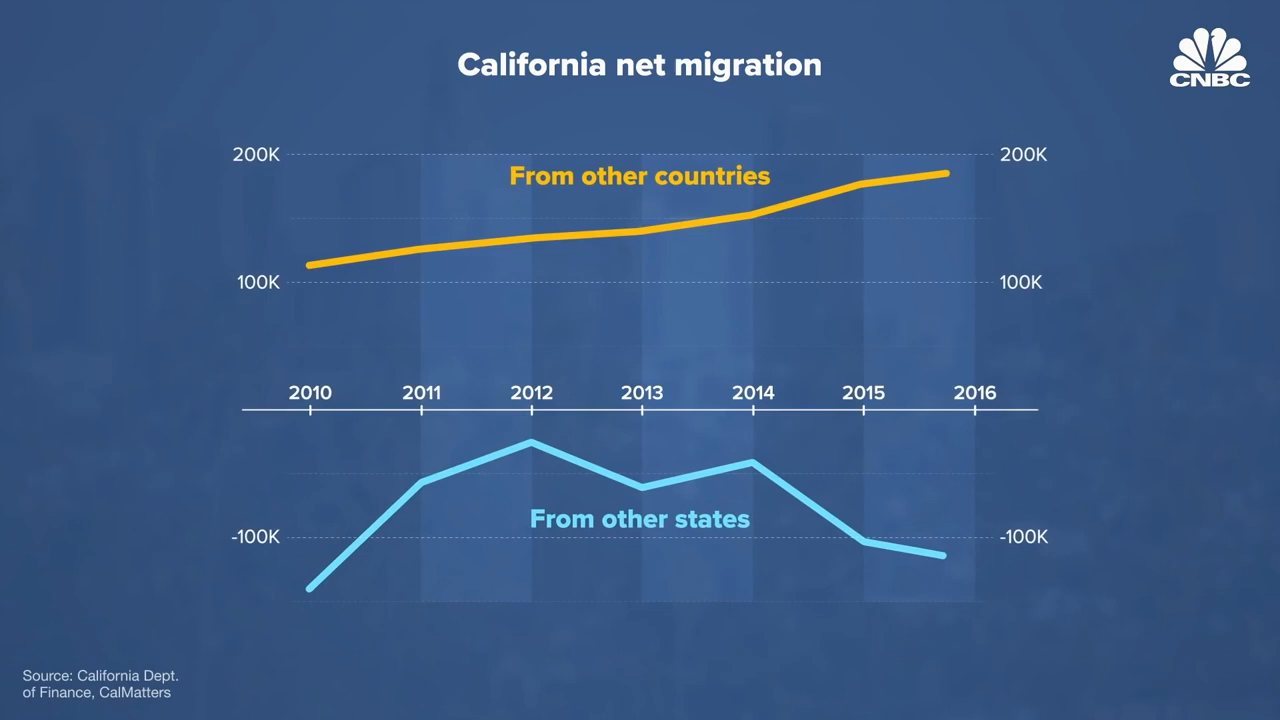 California net migration
CNBC
200K
200K
From other countries
100K
100K
2010 2011 2012 2013 2014 2015 2016
From other states
-100K
-100K
Source: California Dept.
of Finance, CalMatters